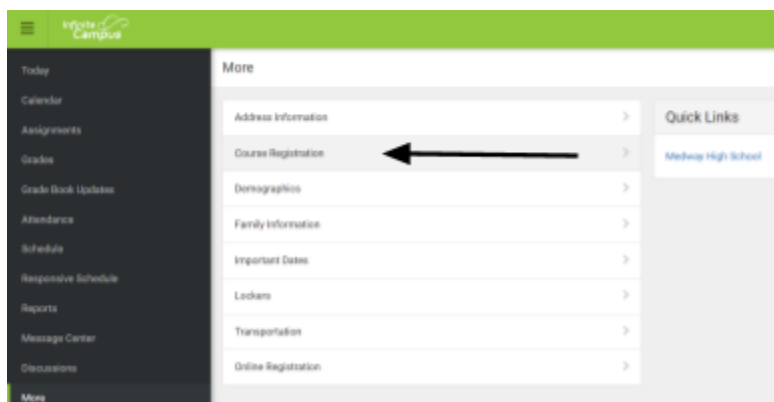 Infinite
Campus
Today
Calendar
Assignments
Grades
Grade Book Updates
Attendance
Schedule
Responsive Schedule
Reports
Message Center
Discussions
More
More
Address Information
Course Registration
Demographics
Family Information
Important Dates
Lockers
Transportation
Online Registration
Quick Links
Medway High School